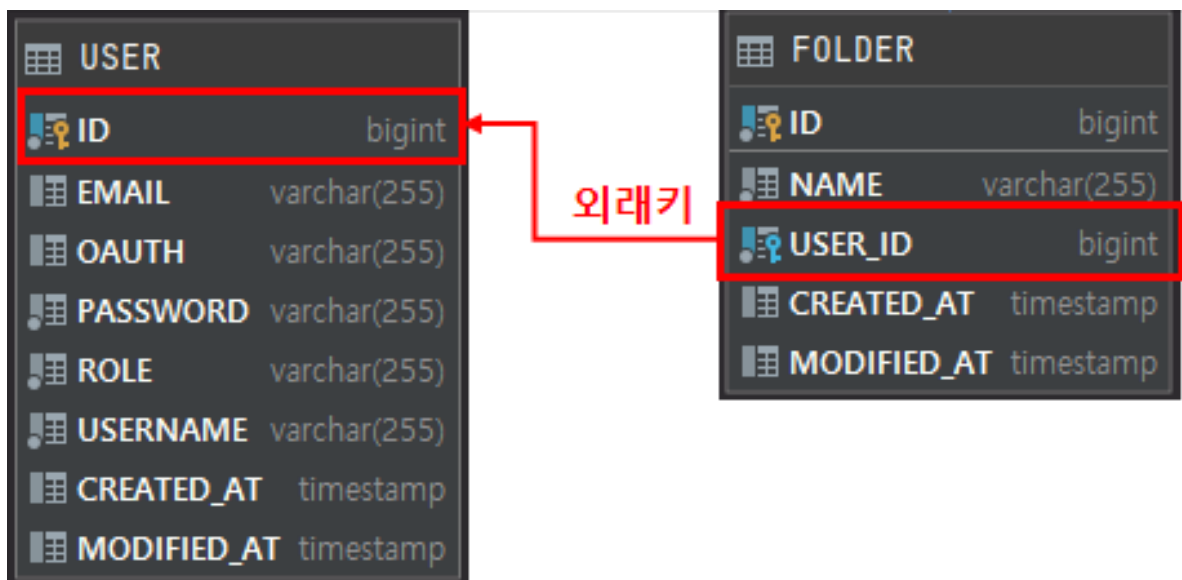 USER
ID bigint
EMAIL varchar(255)
OAUTH varchar(255)
PASSWORD varchar(255)
ROLE varchar(255)
USERNAME varchar(255)
CREATED_AT timestamp
MODIFIED_AT timestamp
외래키
FOLDER
ID bigint
NAME varchar(255)
USER_ID bigint
CREATED_AT timestamp
MODIFIED_AT timestamp